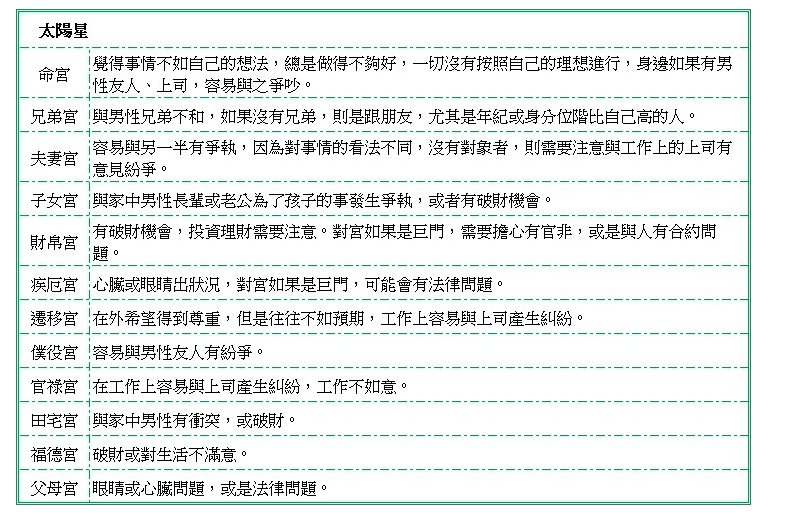 太陽星
命宮
覺得事情不如自己的想法，總是做得不夠好，一切沒有按照自己的理想進行，身邊如果有男
性友人、上司，容易與之爭吵。
兄弟宮 與男性兄弟不和，如果沒有兄弟，則是跟朋友，尤其是年紀或身分位階比自己高的人。
夫妻宮
容易與另一半有爭執，因為對事情的看法不同，沒有對象者，則需要注意與工作上的上司有
意見紛爭。
子女宮 與家中男性長輩或老公為了孩子的事發生爭執，或者有破財機會。
財帛宮
有破財機會，投資理財需要注意。對宮如果是巨門，需要擔心有官非，或是與人有合約問
題。
疾厄宮 心臟或眼睛出狀況，對宮如果是巨門，可能會有法律問題。
遷移宮 在外希望得到尊重，但是往往不如預期，工作上容易與上司產生糾紛。
僕役宮 容易與男性友人有紛爭。
官祿宮 在工作上容易與上司產生糾紛，工作不如意。
田宅宮 與家中男性有衝突，或破財。
福德宮 破財或對生活不滿意。
父母宮 眼睛或心臟問題，或是法律問題。